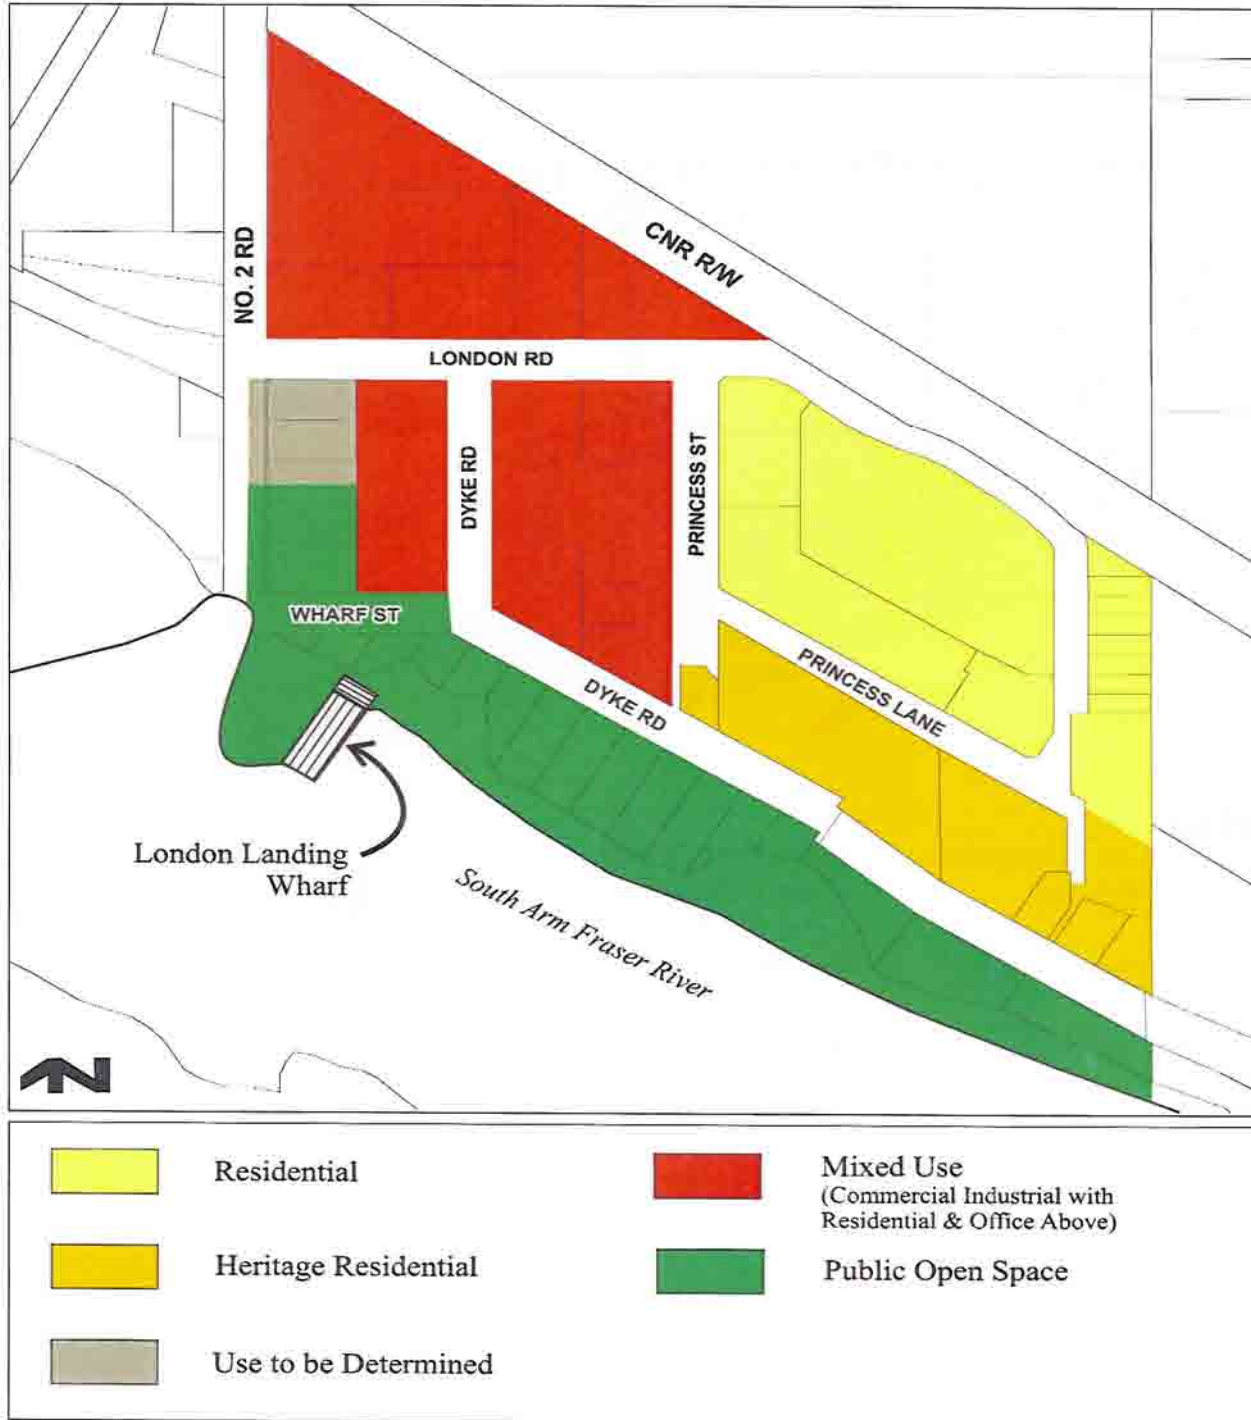 CNR R/W
NO. 2 RD
LONDON RD
DYKE RD
PRINCESS ST
WHARF ST
PRINCESS LANE
DYKE RD
London Landing
Wharf
South Arm Fraser River
N
Residential
Mixed Use
(Commercial Industrial with
Residential & Office Above)
Heritage Residential
Public Open Space
Use to be Determined